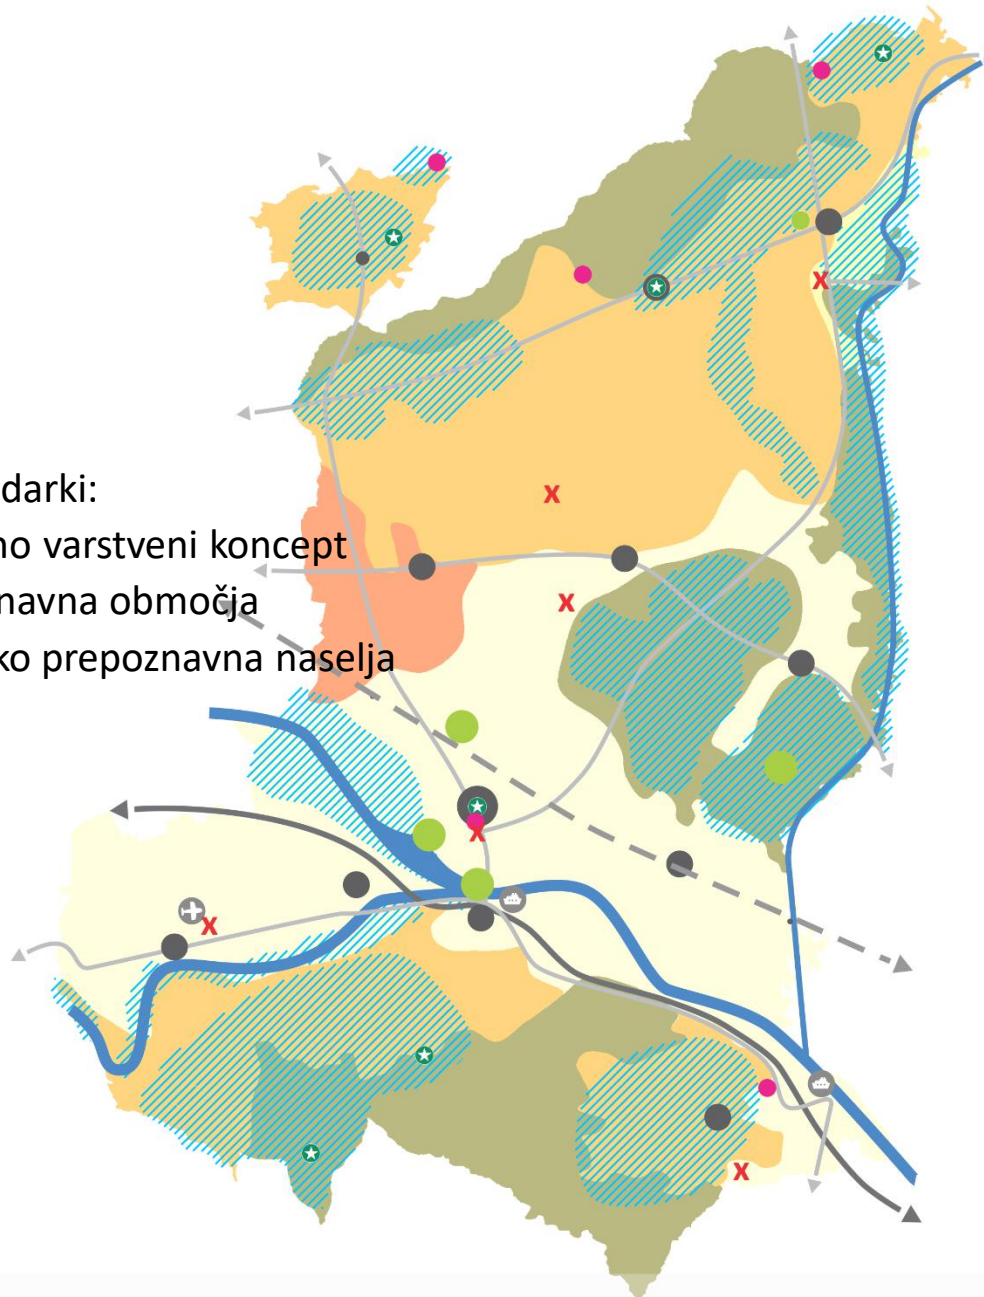 darki:
no varstveni koncept
navna območja
ko prepoznavna naselja
X
X
X
X
X
X